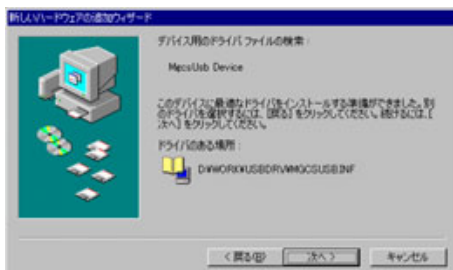 新しいハードウェアの追加ウィザード
デバイス用のドライバ ファイルの検索:
MgcsUsb Device
このデバイスに最適なドライバをインストールする準備ができました。別
のドライバを選択するには、[戻る] をクリックしてください。続けるには、[
次へ] をクリックしてください。
ドライバのある場所:
D:¥WORK¥USBDRV¥MGCSUSB.INF
< 戻る(B)
次へ >
キャンセル